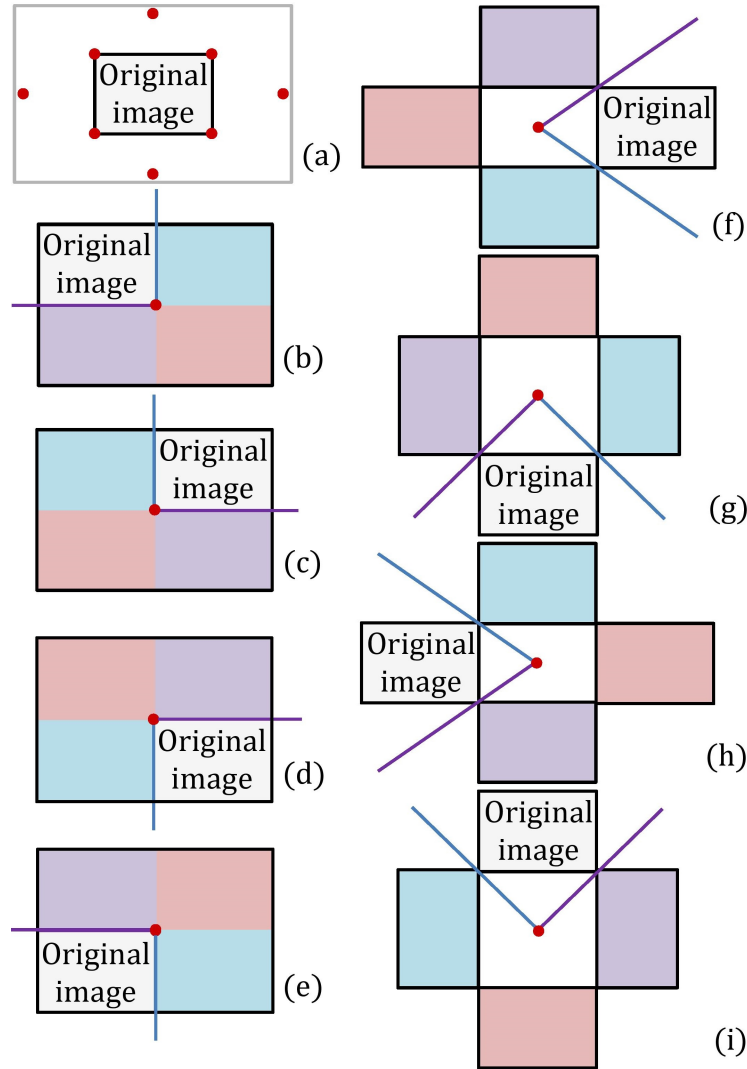 Original
image
(a)
Original
image
(b)
Original
image
(c)
Original
image
(d)
Original
image
(e)
Original
image
(f)
Original
image
(g)
Original
image
(h)
Original
image
(i)